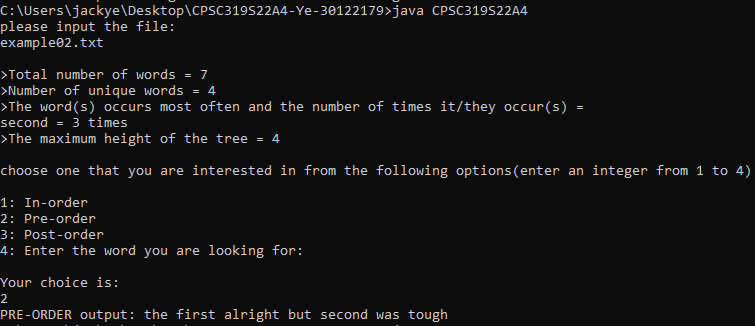 C:\Users\jackye\Desktop\CPSC319S22A4-Ye-30122179>java CPSC319S22A4
please input the file:
example02.txt
>Total number of words = 7
>Number of unique words = 4
>The word(s) occurs most often and the number of times it/they occur(s) =
second = 3 times
>The maximum height of the tree = 4
choose one that you are interested in from the following options(enter an integer from 1 to 4)
1: In-order
2: Pre-order
3: Post-order
4: Enter the word you are looking for:
Your choice is:
2
PRE-ORDER output: the first alright but second was tough